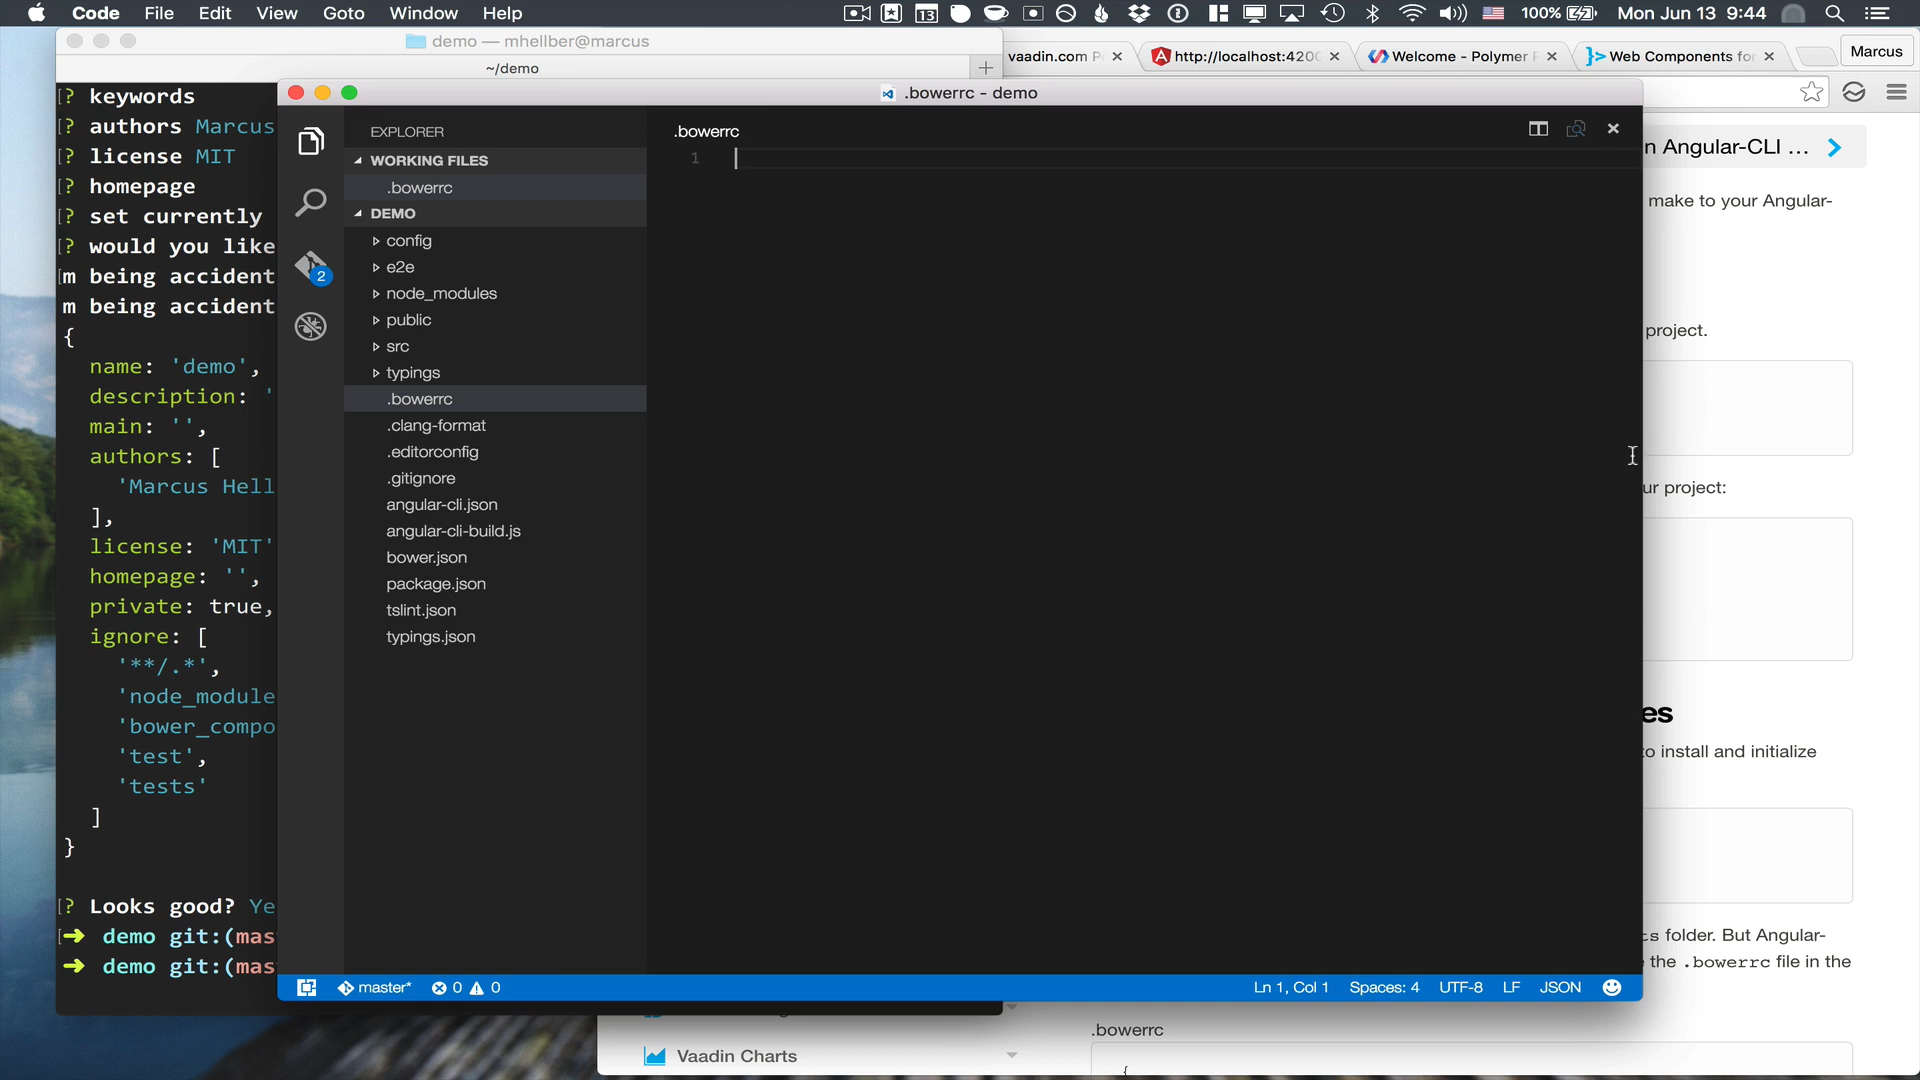 Code File Edit View Goto Window Help
13
100%
Mon Jun 13 9:44
demo — mhellber@marcus
~/demo
vaadin.com P
http://localhost:4200
Welcome - Polymer P
Web Components for
Marcus
? keywords
? authors Marcus
? license MIT
? homepage
? set currently
? would you like
m being accident
m being accident
{
name: 'demo',
description: '
main: '',
authors: [
'Marcus Hell
],
license: 'MIT'
homepage: '',
private: true,
ignore: [
'**/.*',
'node_module
'bower_compo
'test',
'tests'
]
}
? Looks good? Ye
➜ demo git:(mas
➜ demo git:(mas
.bowerrc - demo
EXPLORER
WORKING FILES
.bowerrc
DEMO
config
e2e
node_modules
public
src
typings
.bowerrc
.clang-format
.editorconfig
.gitignore
angular-cli.json
angular-cli-build.js
bower.json
package.json
tslint.json
typings.json
2
.bowerrc
1
master* 0 0
Ln 1, Col 1 Spaces: 4 UTF-8 LF JSON
n Angular-CLI ...
make to your Angular-
project.
ur project:
es
to install and initialize
ts folder. But Angular-
the .bowerrc file in the
.bowerrc
{
Vaadin Charts